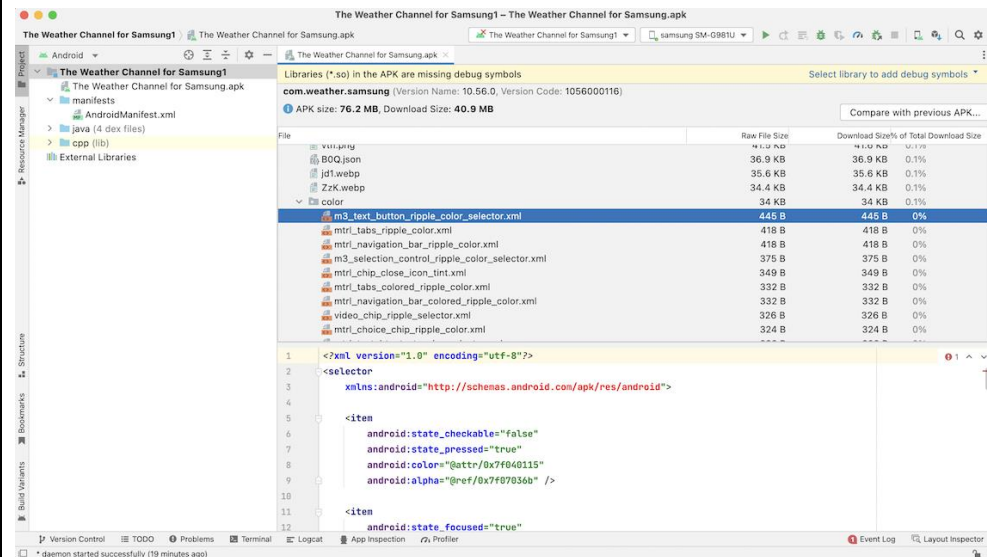 The Weather Channel for Samsung1 – The Weather Channel for Samsung.apk
The Weather Channel for Samsung1 The Weather Channel for Samsung.apk The Weather Channel for Samsung1 samsung SM-G981U
Project
Resource Manager
Structure
Bookmarks
Build Variants
Android
The Weather Channel for Samsung1
The Weather Channel for Samsung.apk
manifests
AndroidManifest.xml
java (4 dex files)
cpp (lib)
External Libraries
The Weather Channel for Samsung.apk
Libraries (*.so) in the APK are missing debug symbols Select library to add debug symbols
com.weather.samsung (Version Name: 10.56.0, Version Code: 1056000116)
APK size: 76.2 MB, Download Size: 40.9 MB Compare with previous APK...
File Raw File Size Download Size % of Total Download Size
41.5 KB 41.6 KB 0.1%
B0Q.json 36.9 KB 36.9 KB 0.1%
jd1.webp 35.6 KB 35.6 KB 0.1%
ZzK.webp 34.4 KB 34.4 KB 0.1%
color 34 KB 34 KB 0.1%
m3_text_button_ripple_color_selector.xml 445 B 445 B 0%
mtrl_tabs_ripple_color.xml 418 B 418 B 0%
mtrl_navigation_bar_ripple_color.xml 418 B 418 B 0%
m3_selection_control_ripple_color_selector.xml 375 B 375 B 0%
mtrl_chip_close_icon_tint.xml 349 B 349 B 0%
mtrl_tabs_colored_ripple_color.xml 332 B 332 B 0%
mtrl_navigation_bar_colored_ripple_color.xml 332 B 332 B 0%
video_chip_ripple_selector.xml 326 B 326 B 0%
mtrl_choice_chip_ripple_color.xml 324 B 324 B 0%
1 <?xml version="1.0" encoding="utf-8"?> 1
2 <selector
3 xmlns:android="http://schemas.android.com/apk/res/android">
4
5 <item
6 android:state_checkable="false"
7 android:state_pressed="true"
8 android:color="@attr/0x7f040115"
9 android:alpha="@ref/0x7f07036b" />
10
11 <item
12 android:state_focused="true"
Version Control TODO Problems Terminal Logcat App Inspection Profiler Event Log Layout Inspector
* daemon started successfully (19 minutes ago)